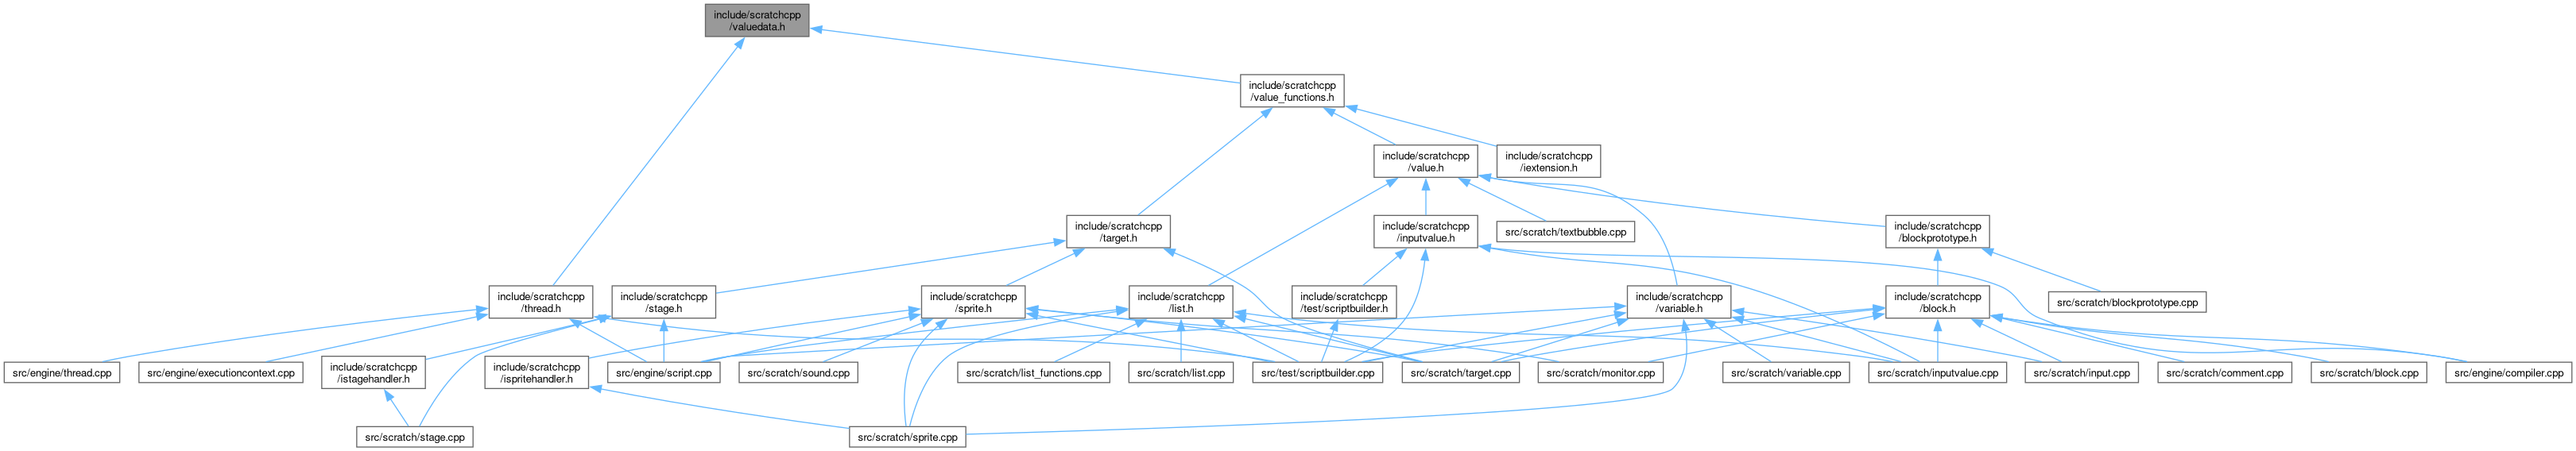 include/scratchcpp
/valuedata.h
include/scratchcpp
/value_functions.h
include/scratchcpp
/value.h
include/scratchcpp
/iextension.h
include/scratchcpp
/target.h
include/scratchcpp
/inputvalue.h
src/scratch/textbubble.cpp
include/scratchcpp
/blockprototype.h
include/scratchcpp
/thread.h
include/scratchcpp
/stage.h
include/scratchcpp
/sprite.h
include/scratchcpp
/list.h
include/scratchcpp
/test/scriptbuilder.h
include/scratchcpp
/variable.h
include/scratchcpp
/block.h
src/scratch/blockprototype.cpp
src/engine/thread.cpp
src/engine/executioncontext.cpp
include/scratchcpp
/istagehandler.h
include/scratchcpp
/ispritehandler.h
src/engine/script.cpp
src/scratch/sound.cpp
src/scratch/list_functions.cpp
src/scratch/list.cpp
src/test/scriptbuilder.cpp
src/scratch/target.cpp
src/scratch/monitor.cpp
src/scratch/variable.cpp
src/scratch/inputvalue.cpp
src/scratch/input.cpp
src/scratch/comment.cpp
src/scratch/block.cpp
src/engine/compiler.cpp
src/scratch/stage.cpp
src/scratch/sprite.cpp